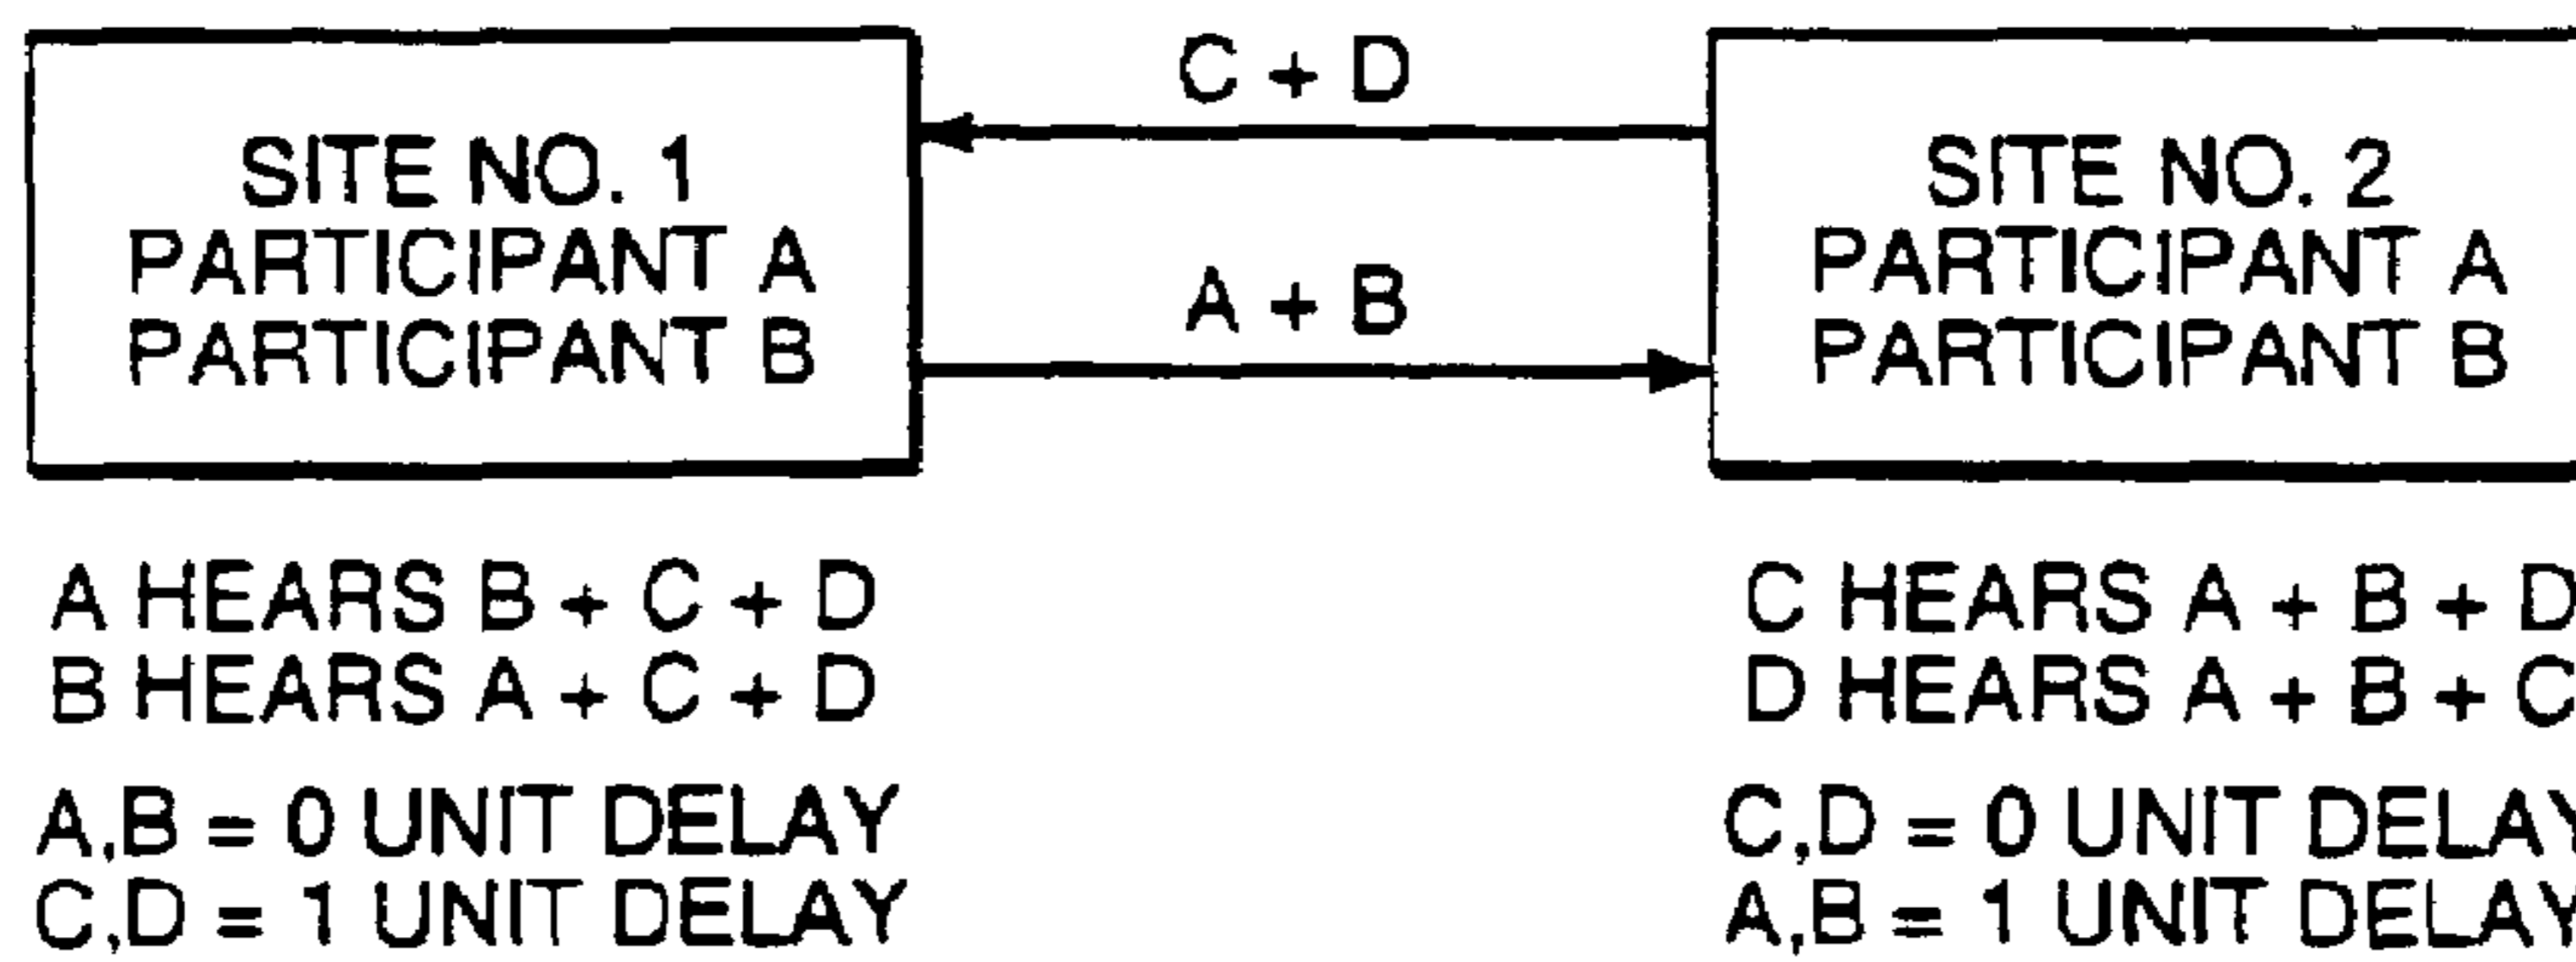 SITE NO. 1
PARTICIPANT A
PARTICIPANT B
C + D
A + B
SITE NO. 2
PARTICIPANT A
PARTICIPANT B
A HEARS B + C + D
B HEARS A + C + D
A,B = 0 UNIT DELAY
C,D = 1 UNIT DELAY
C HEARS A + B + D
D HEARS A + B + C
C,D = 0 UNIT DELAY
A,B = 1 UNIT DELAY